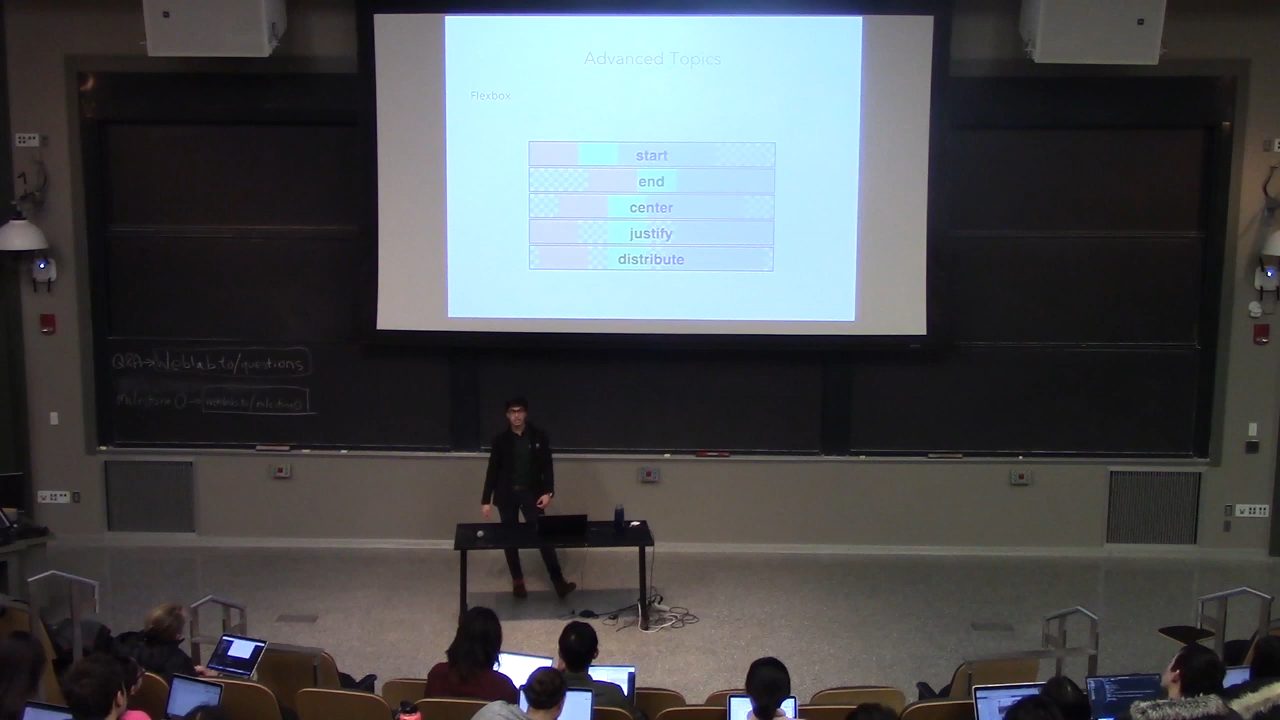 Advanced Topics
Flexbox
start
end
center
justify
distribute
Q&A→Weblab.to/questions